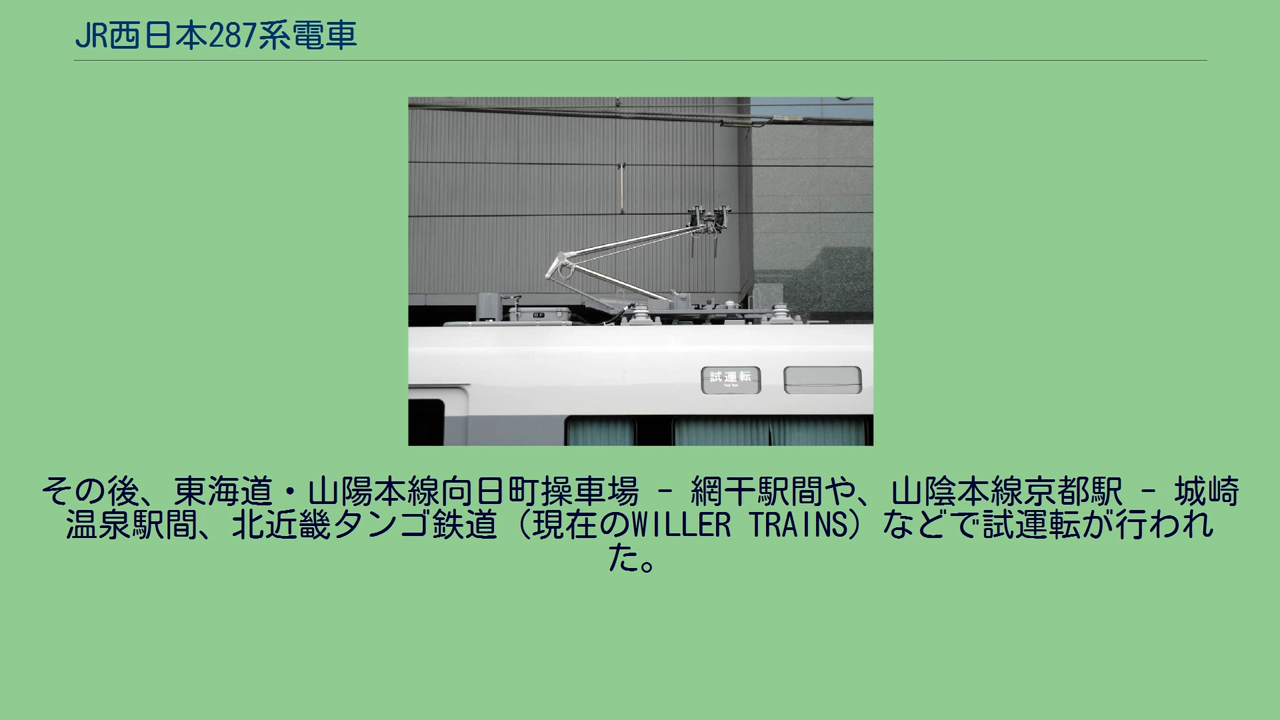 JR西日本287系電車
試運転
その後、東海道・山陽本線向日町操車場 - 網干駅間や、山陰本線京都駅 - 城崎
温泉駅間、北近畿タンゴ鉄道（現在のWILLER TRAINS）などで試運転が行われ
た。